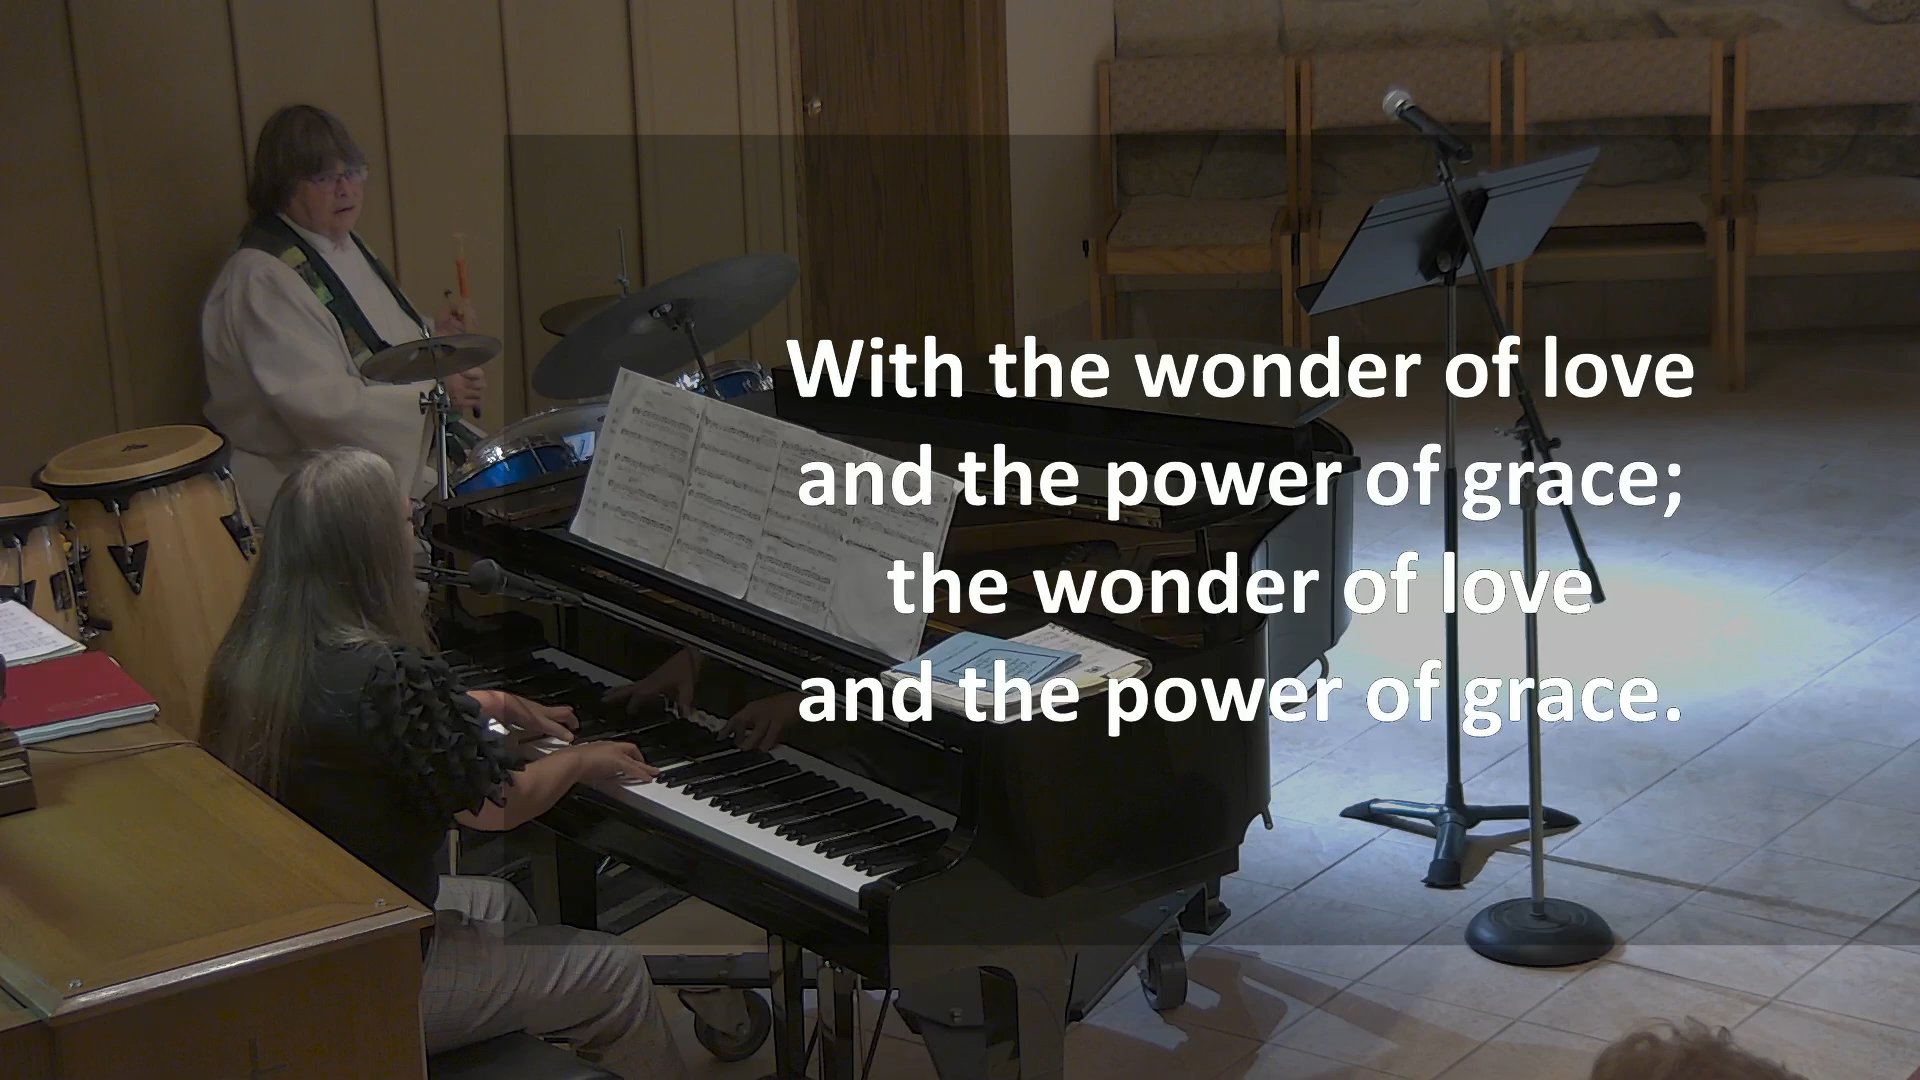 With the wonder of love
and the power of grace;
the wonder of love
and the power of grace.